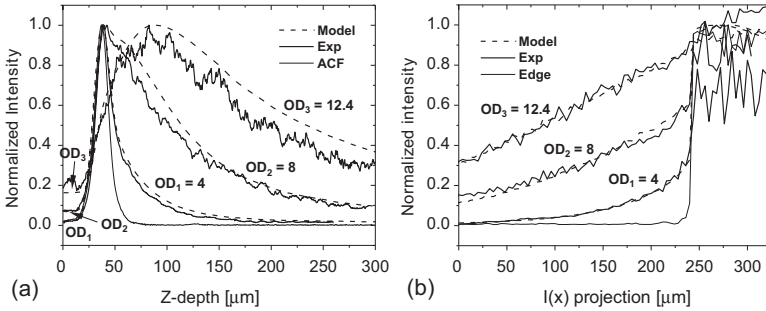 Normalized Intensity
1.0
0.8
0.6
0.4
0.2
0.0
Model
Exp
ACF
OD3 = 12.4
OD2 = 8
OD1 = 4
OD3
OD2
OD1
0 50 100 150 200 250 300
(a)
Z-depth [µm]
Normalized intensity
1.0
0.8
0.6
0.4
0.2
0.0
Model
Exp
Edge
OD3 = 12.4
OD2 = 8
OD1 = 4
0 50 100 150 200 250 300
(b)
I(x) projection [µm]